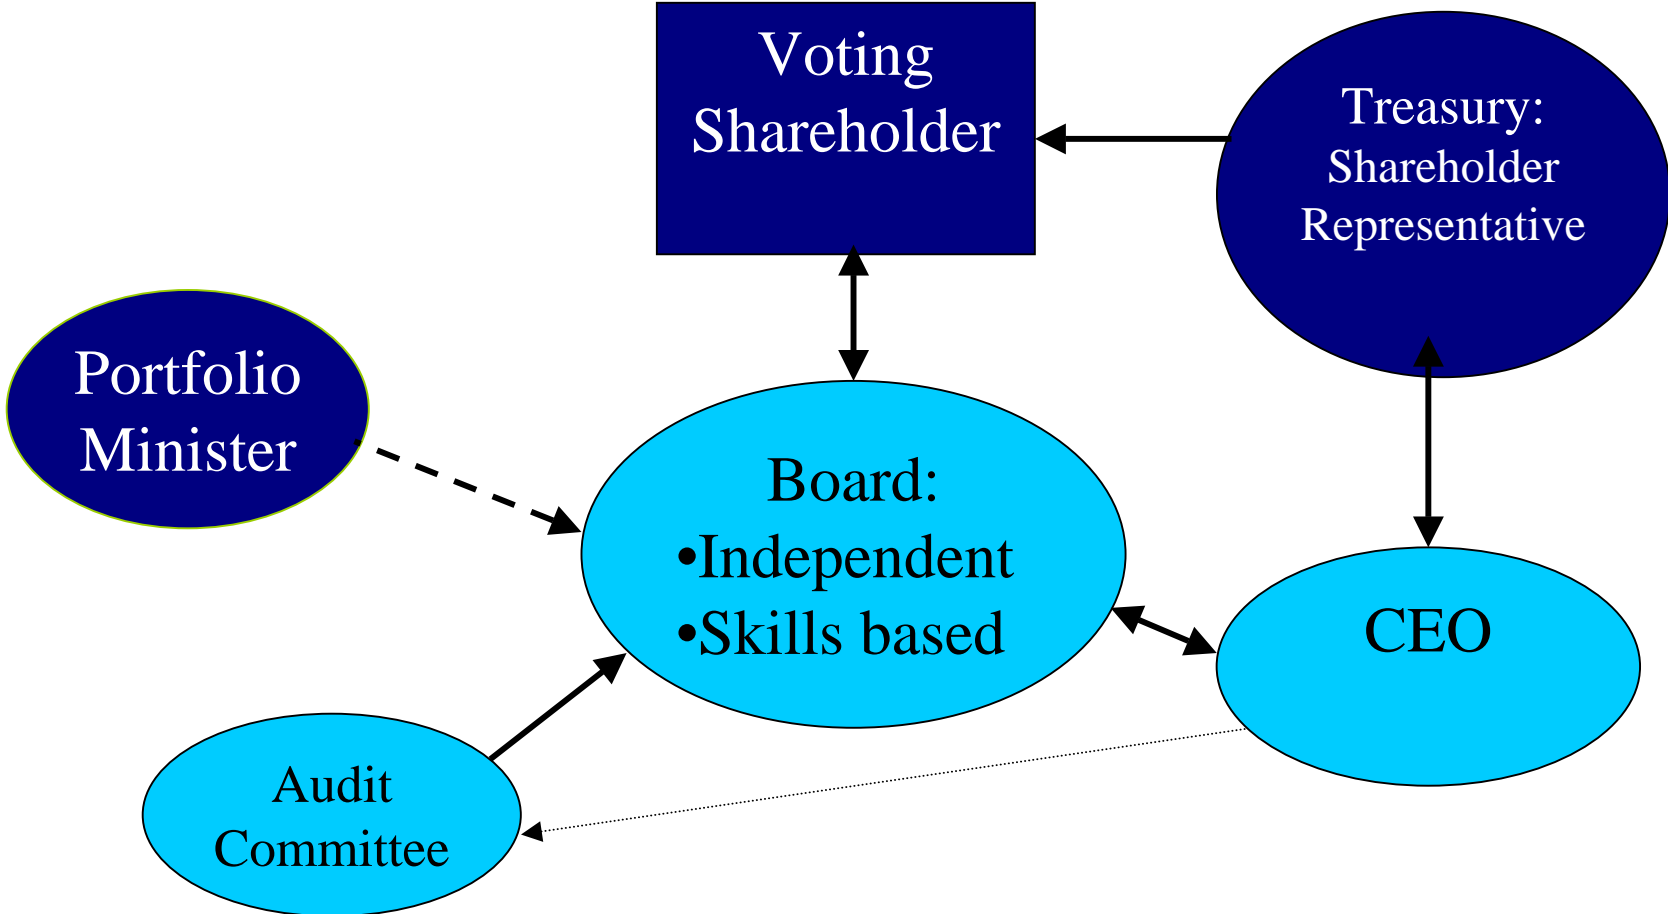 Voting
Shareholder
Treasury:
Shareholder
Representative
Portfolio
Minister
Board:
•Independent
•Skills based
CEO
Audit
Committee